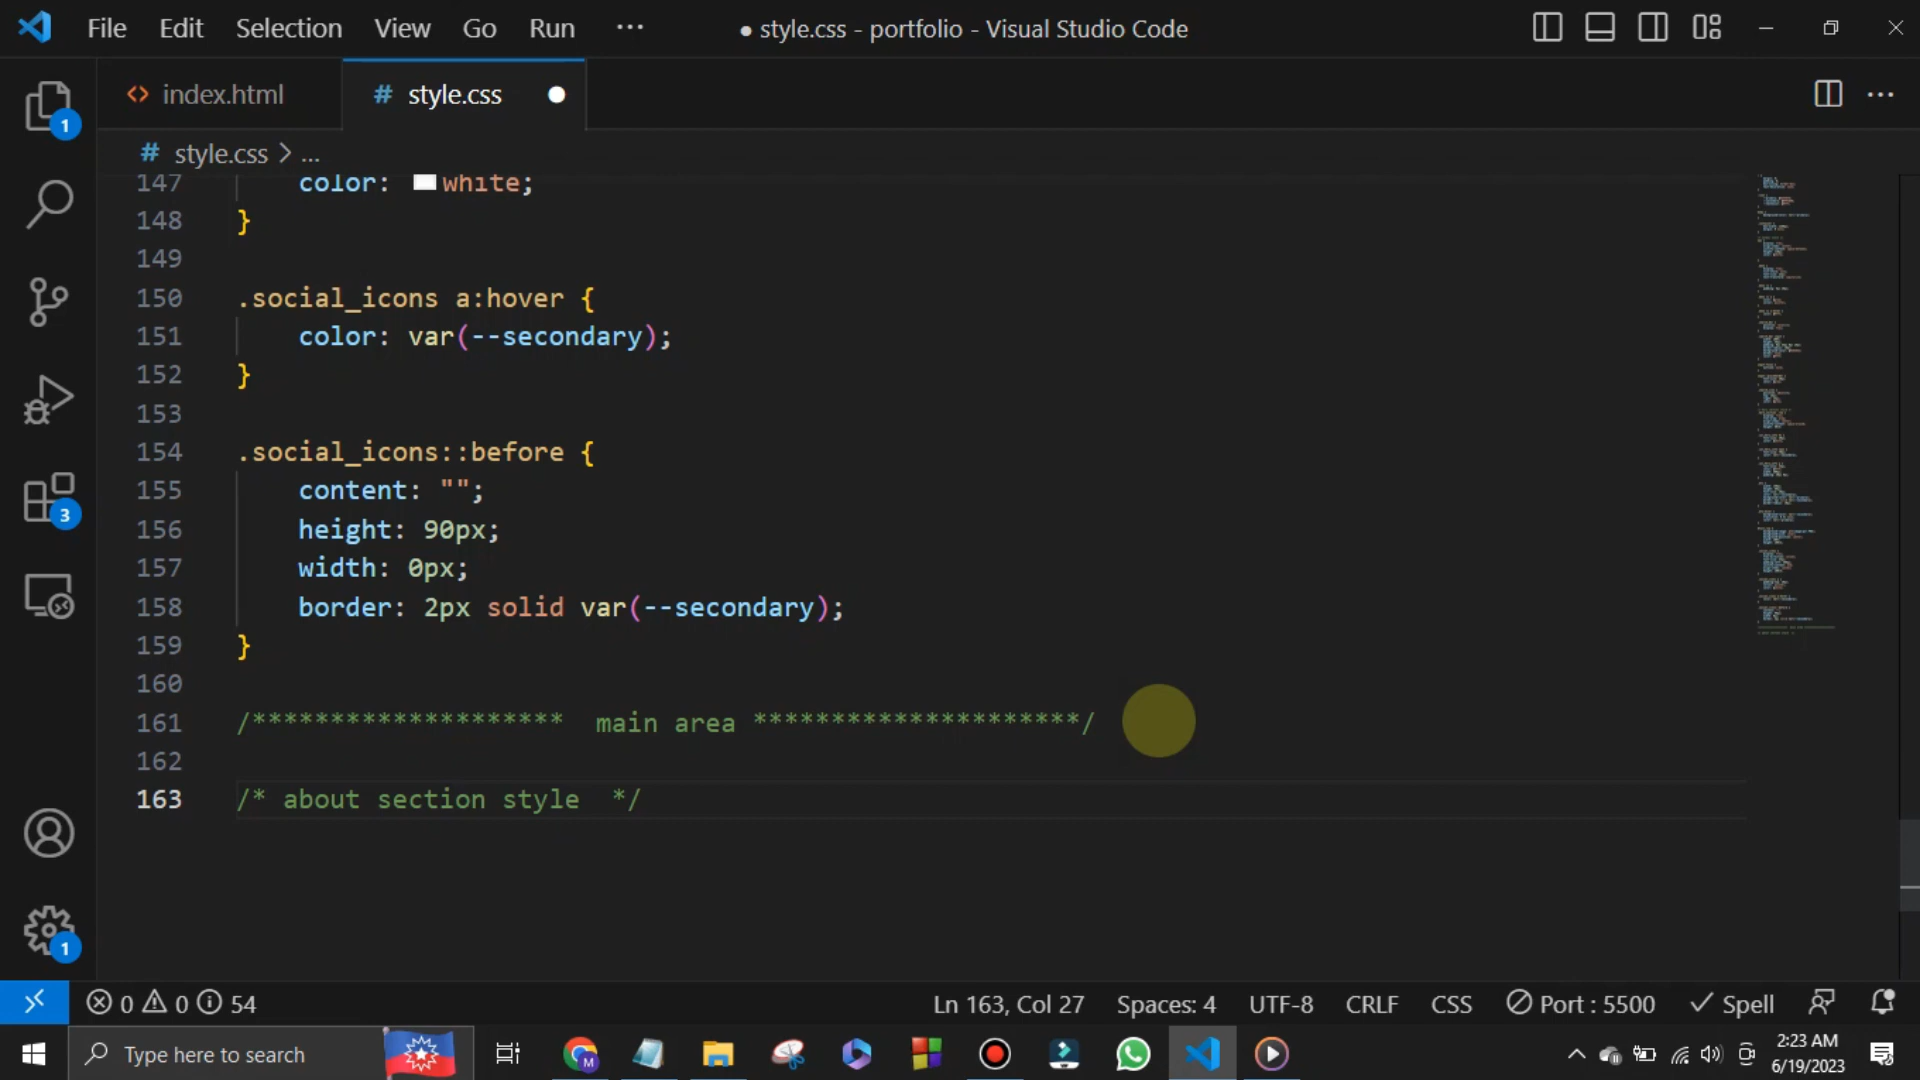 File Edit Selection View Go Run ··· ● style.css - portfolio - Visual Studio Code
<> index.html # style.css ●
# style.css > ...
147 color: white;
148 }
149
150 .social_icons a:hover {
151 color: var(--secondary);
152 }
153
154 .social_icons::before {
155 content: "";
156 height: 90px;
157 width: 0px;
158 border: 2px solid var(--secondary);
159 }
160
161 /******************** main area *********************/
162
163 /* about section style */
1
3
1
0 0 54 Ln 163, Col 27 Spaces: 4 UTF-8 CRLF CSS Port : 5500 Spell
Type here to search 2:23 AM
6/19/2023